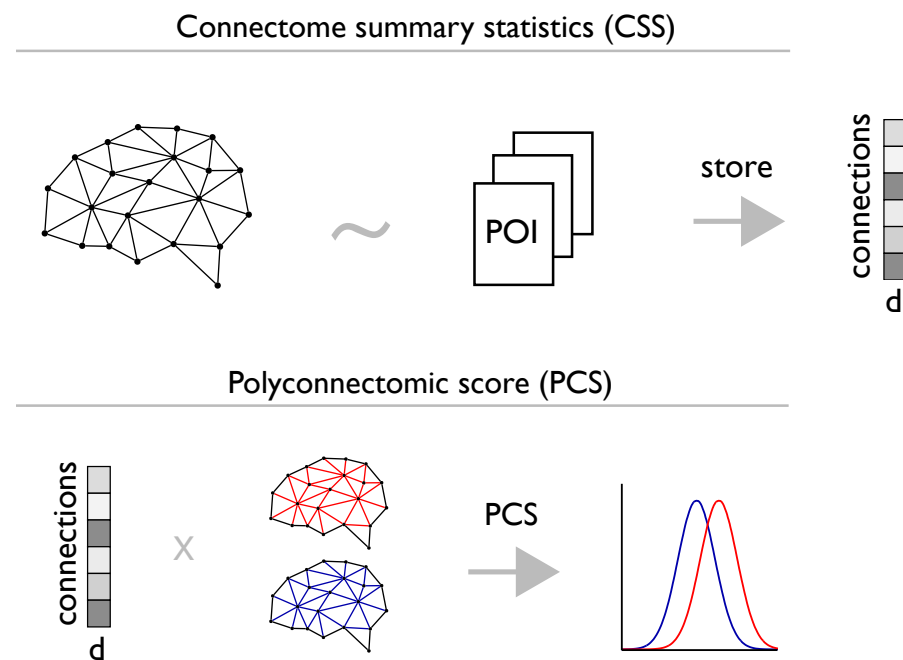 Connectome summary statistics (CSS)
connections
d
~
POI
store
Polyconnectomic score (PCS)
connections
d
x
PCS